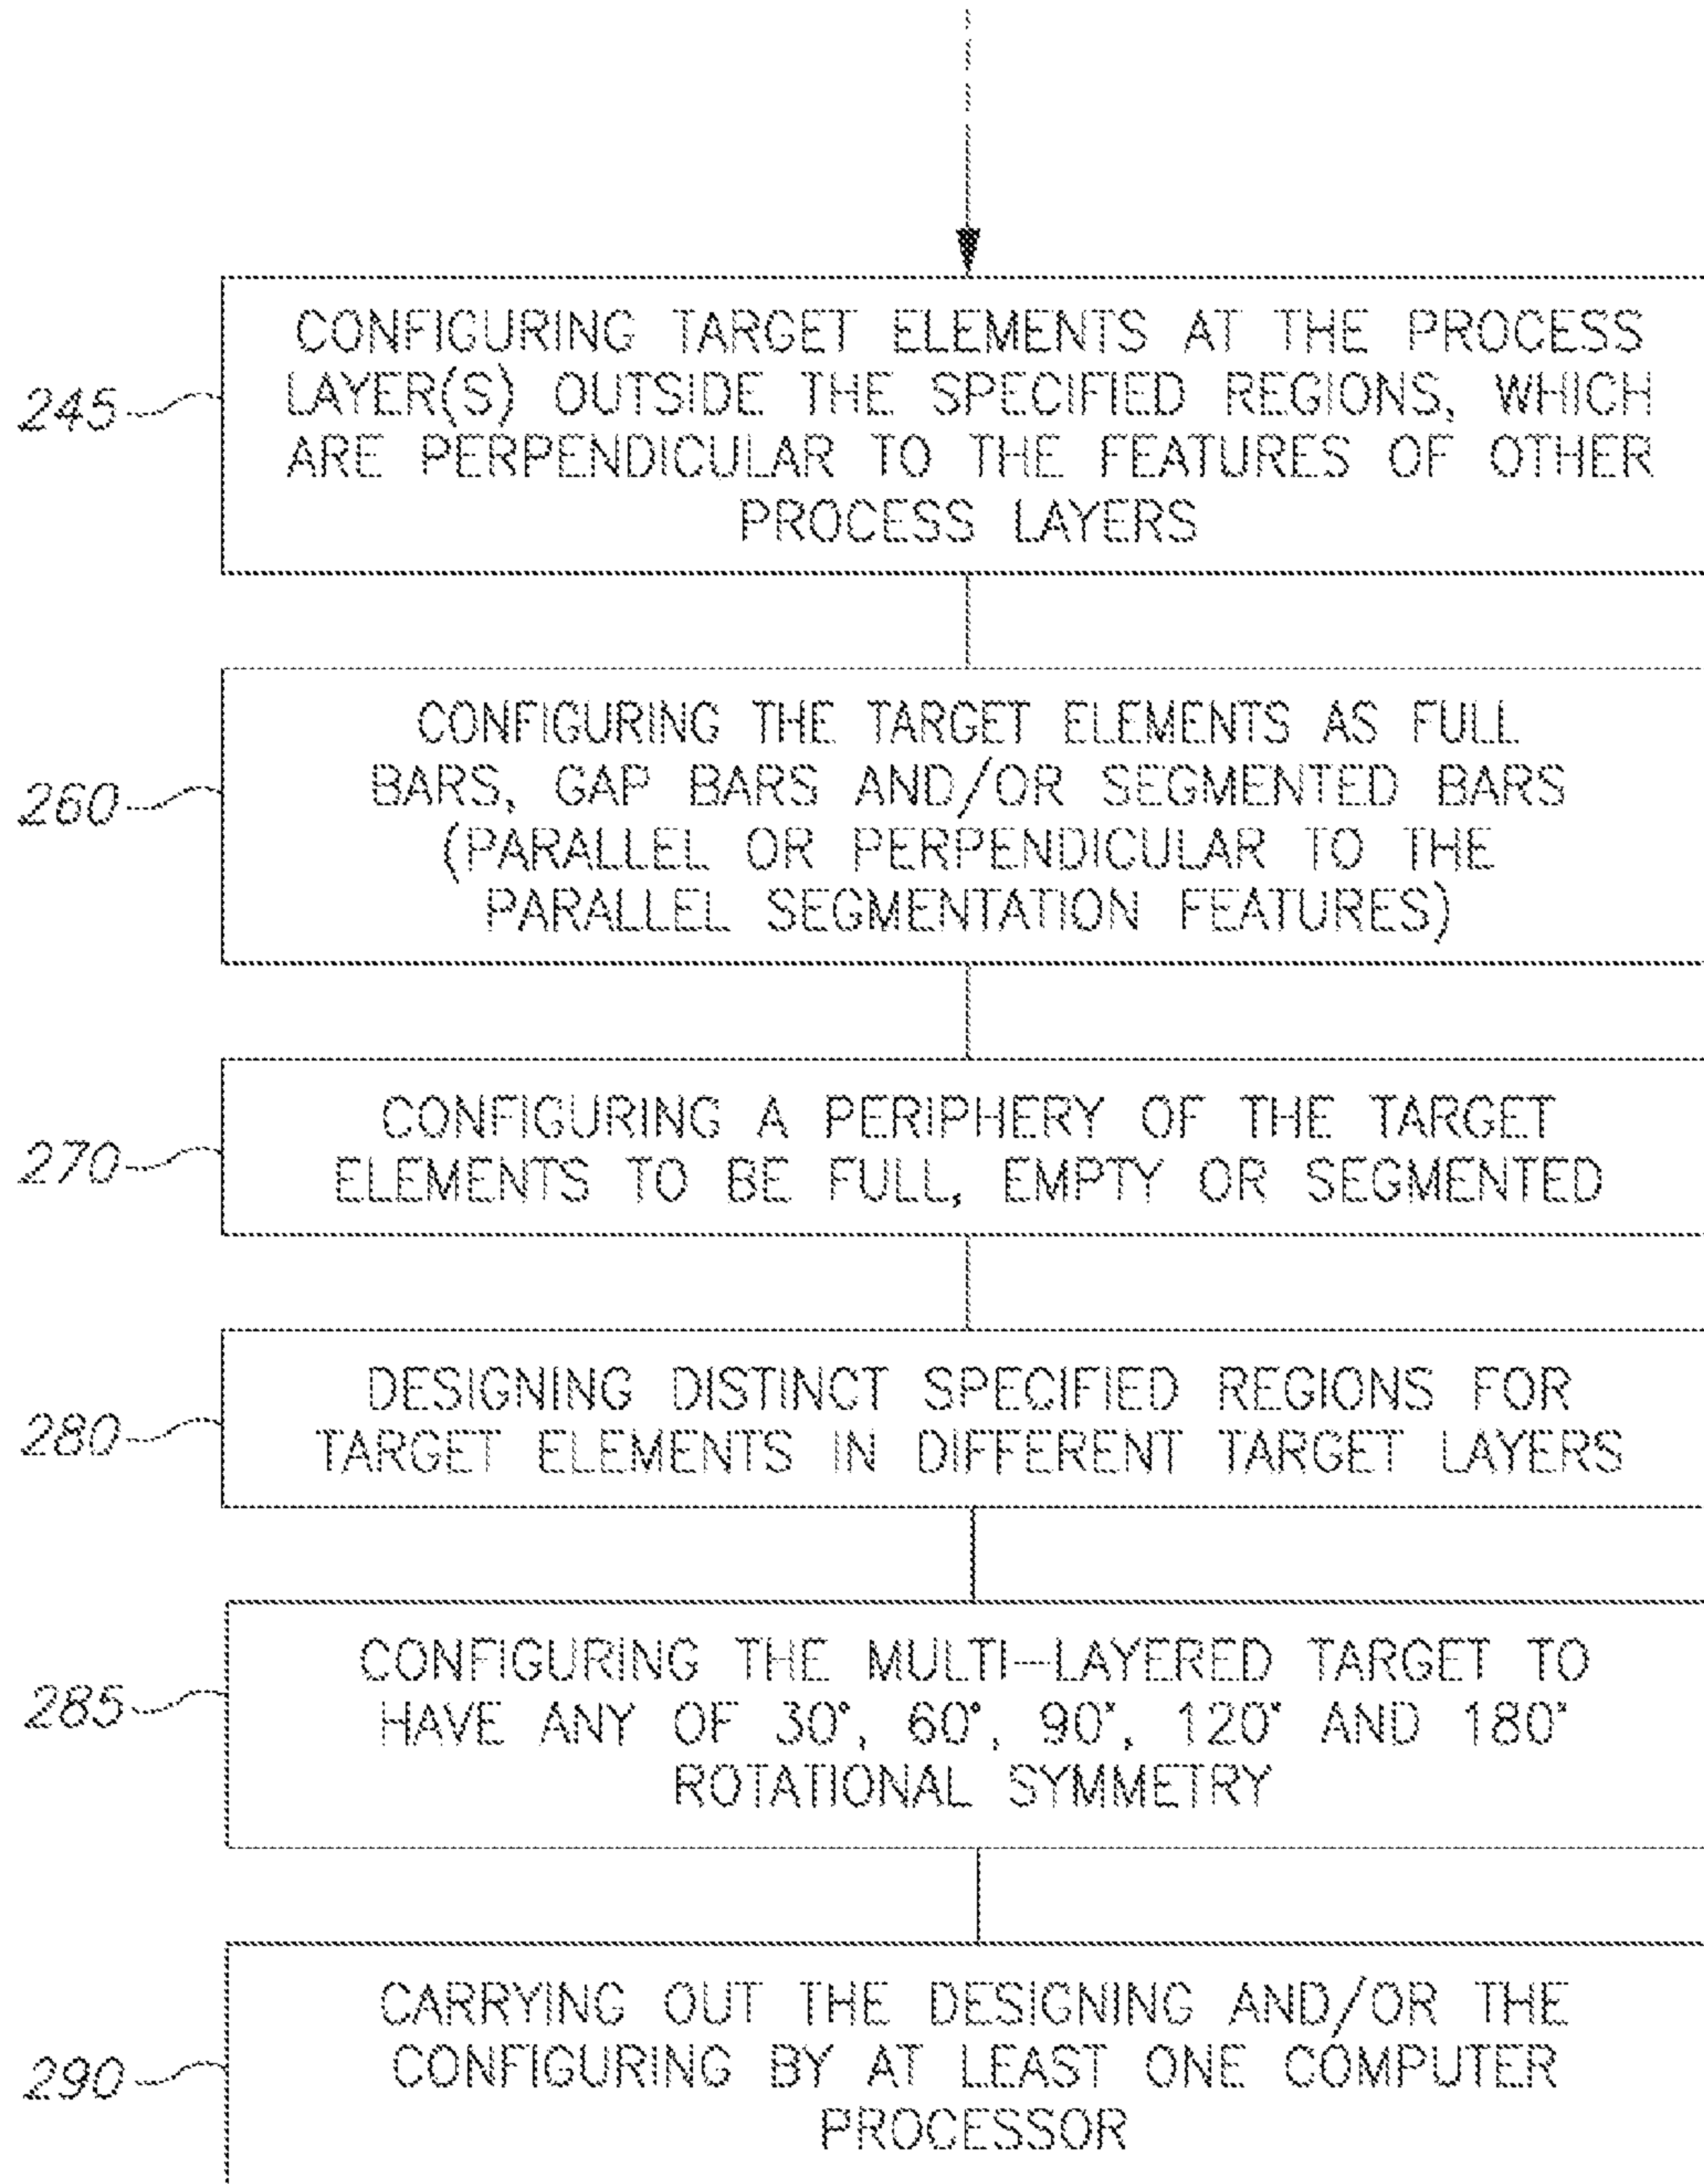 CONFIGURING TARGET ELEMENTS AT THE PROCESS
245
LAYER(S) OUTSIDE THE SPECIFIED REGIONS, WHICH
ARE PERPENDICULAR TO THE FEATURES OF OTHER
PROCESS LAYERS
CONFIGURING THE TARGET ELEMENTS AS FULL
260
BARS, GAP BARS AND/OR SEGMENTED BARS
(PARALLEL OR PERPENDICULAR TO THE
PARALLEL SEGMENTATION FEATURES)
270
CONFIGURING A PERIPHERY OF THE TARGET
ELEMENTS TO BE FULL, EMPTY OR SEGMENTED
280
DESIGNING DISTINCT SPECIFIED REGIONS FOR
TARGET ELEMENTS IN DIFFERENT TARGET LAYERS
285
CONFIGURING THE MULTI-LAYERED TARGET TO
HAVE ANY OF 30°, 60°, 90°, 120° AND 180°
ROTATIONAL SYMMETRY
290
CARRYING OUT THE DESIGNING AND/OR THE
CONFIGURING BY AT LEAST ONE COMPUTER
PROCESSOR